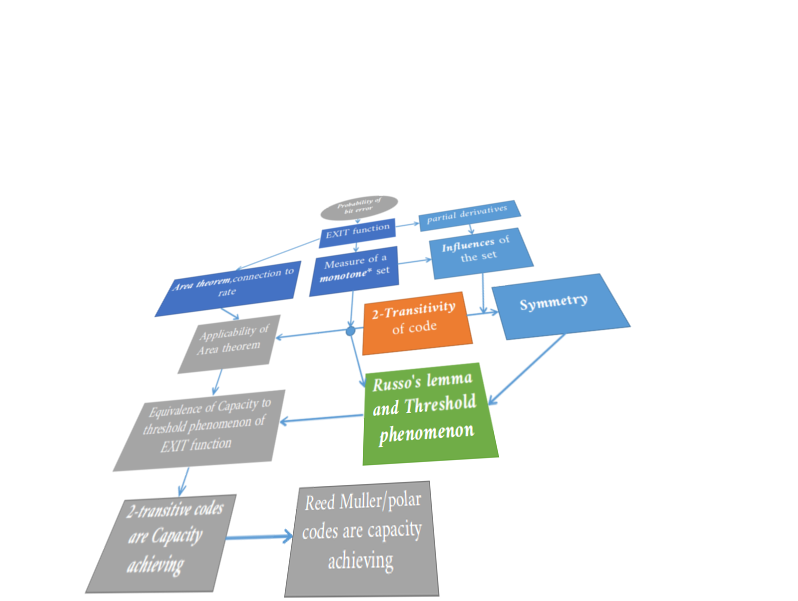 Probability of
bit error
EXIT function
partial derivatives
Measure of a
monotone* set
Influences of
the set
Area theorem,connection to
rate
2-Transitivity
of code
Symmetry
Applicability of
Area theorem
Russo's lemma
and Threshold
phenomenon
Equivalence of Capacity to
threshold phenomenon of
EXIT function
2-transitive codes
are Capacity
achieving
Reed Muller/polar
codes are capacity
achieving